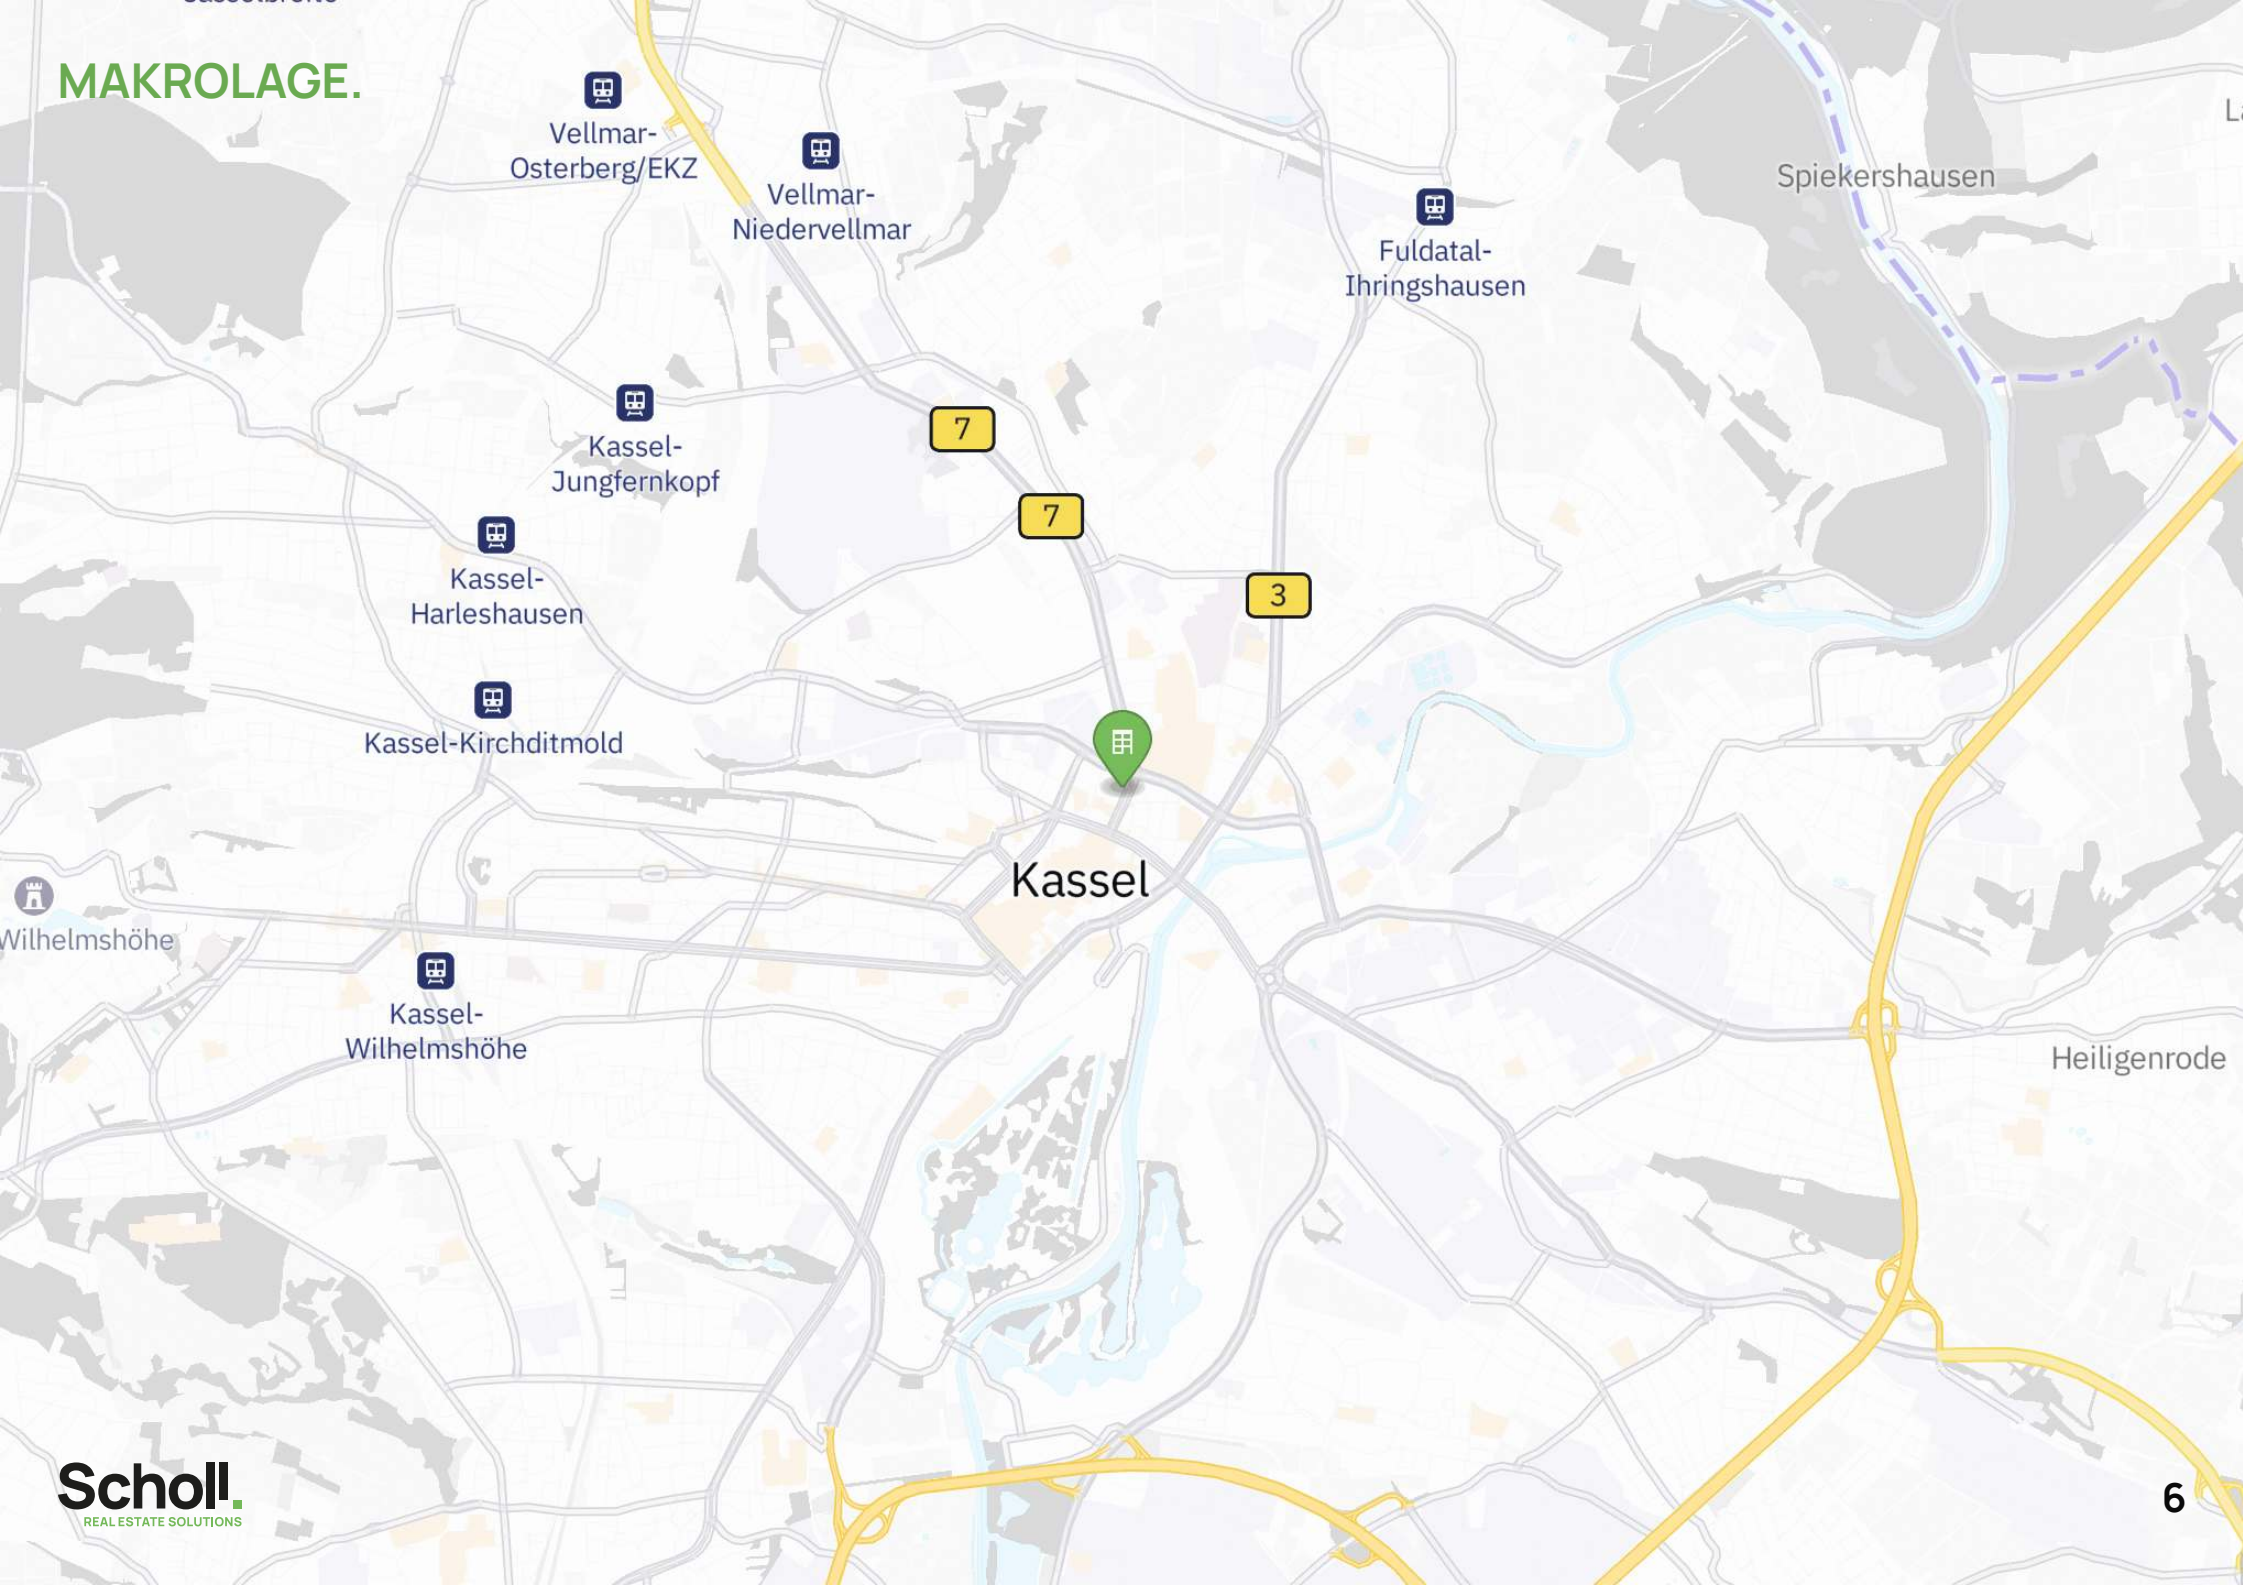 MAKROLAGE.
Vellmar-
Osterberg/EKZ
Vellmar-
Niedervellmar
Spiekershausen
Fuldatal-
Ihringshausen
7
Kassel-
Jungfernkopf
7
Kassel-
Harleshausen
3
Kassel-Kirchditmold
Kassel
Wilhelmshöhe
Kassel-
Wilhelmshöhe
Heiligenrode
Scholl.
REAL ESTATE SOLUTIONS
6